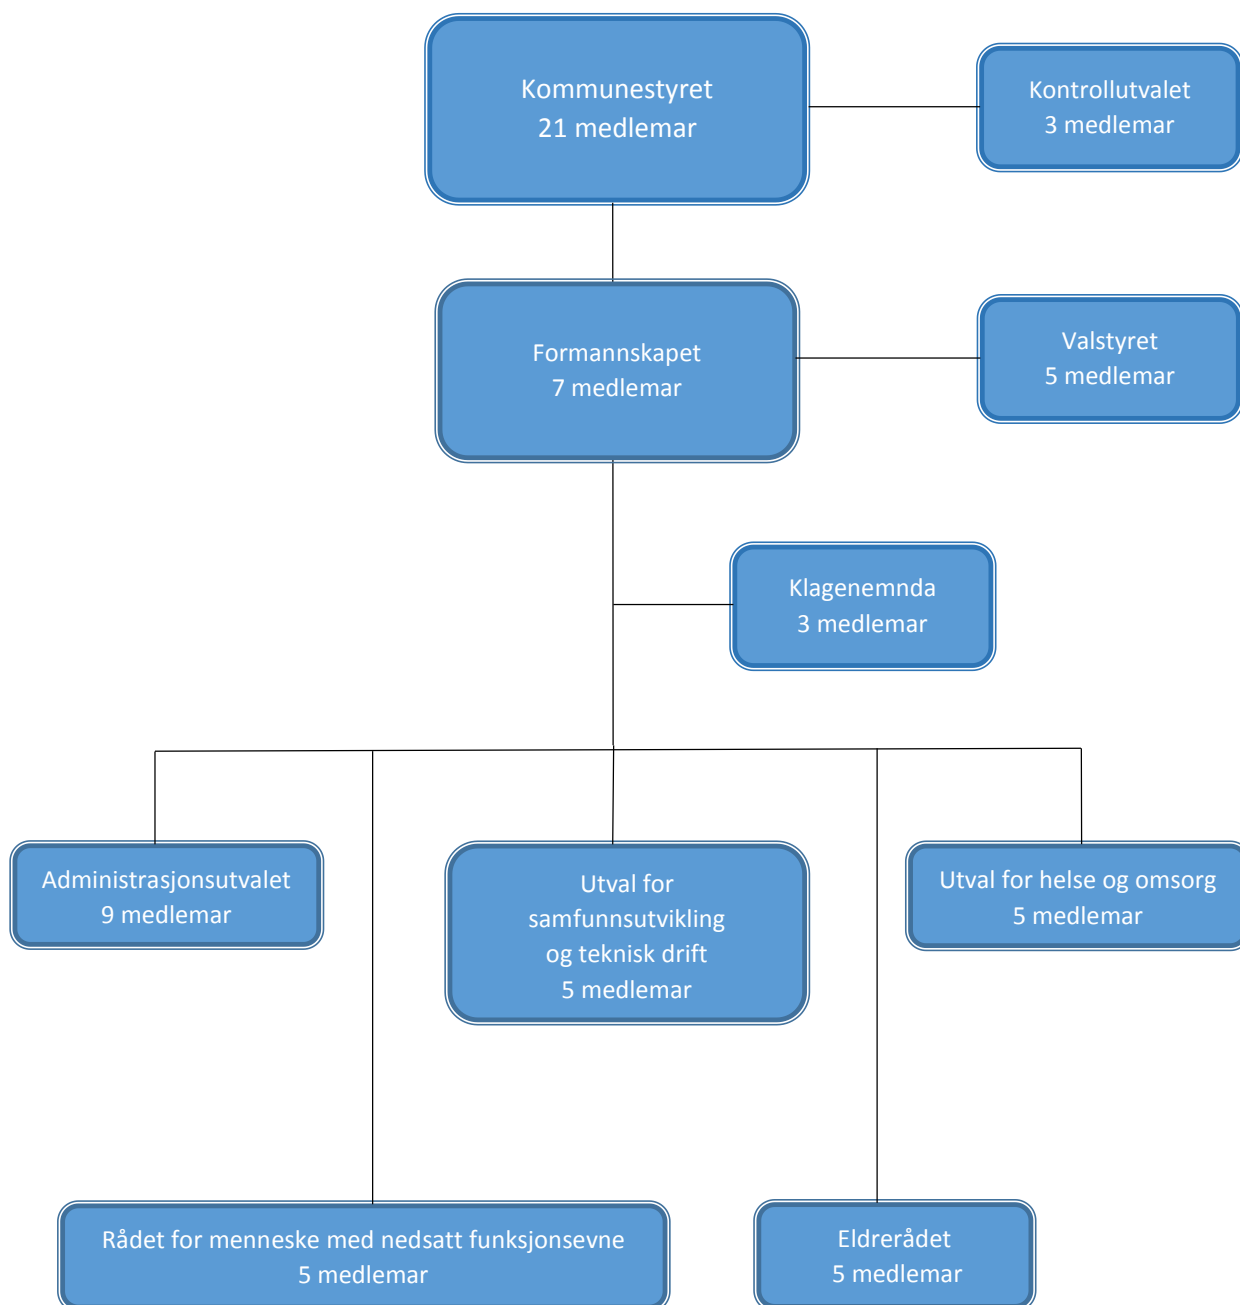 Kommunestyret
21 medlemar
Kontrollutvalet
3 medlemar
Formannskapet
7 medlemar
Valstyret
5 medlemar
Klagenemnda
3 medlemar
Administrasjonsutvalet
9 medlemar
Utval for
samfunnsutvikling
og teknisk drift
5 medlemar
Utval for helse og omsorg
5 medlemar
Rådet for menneske med nedsatt funksjonsevne
5 medlemar
Eldrerådet
5 medlemar